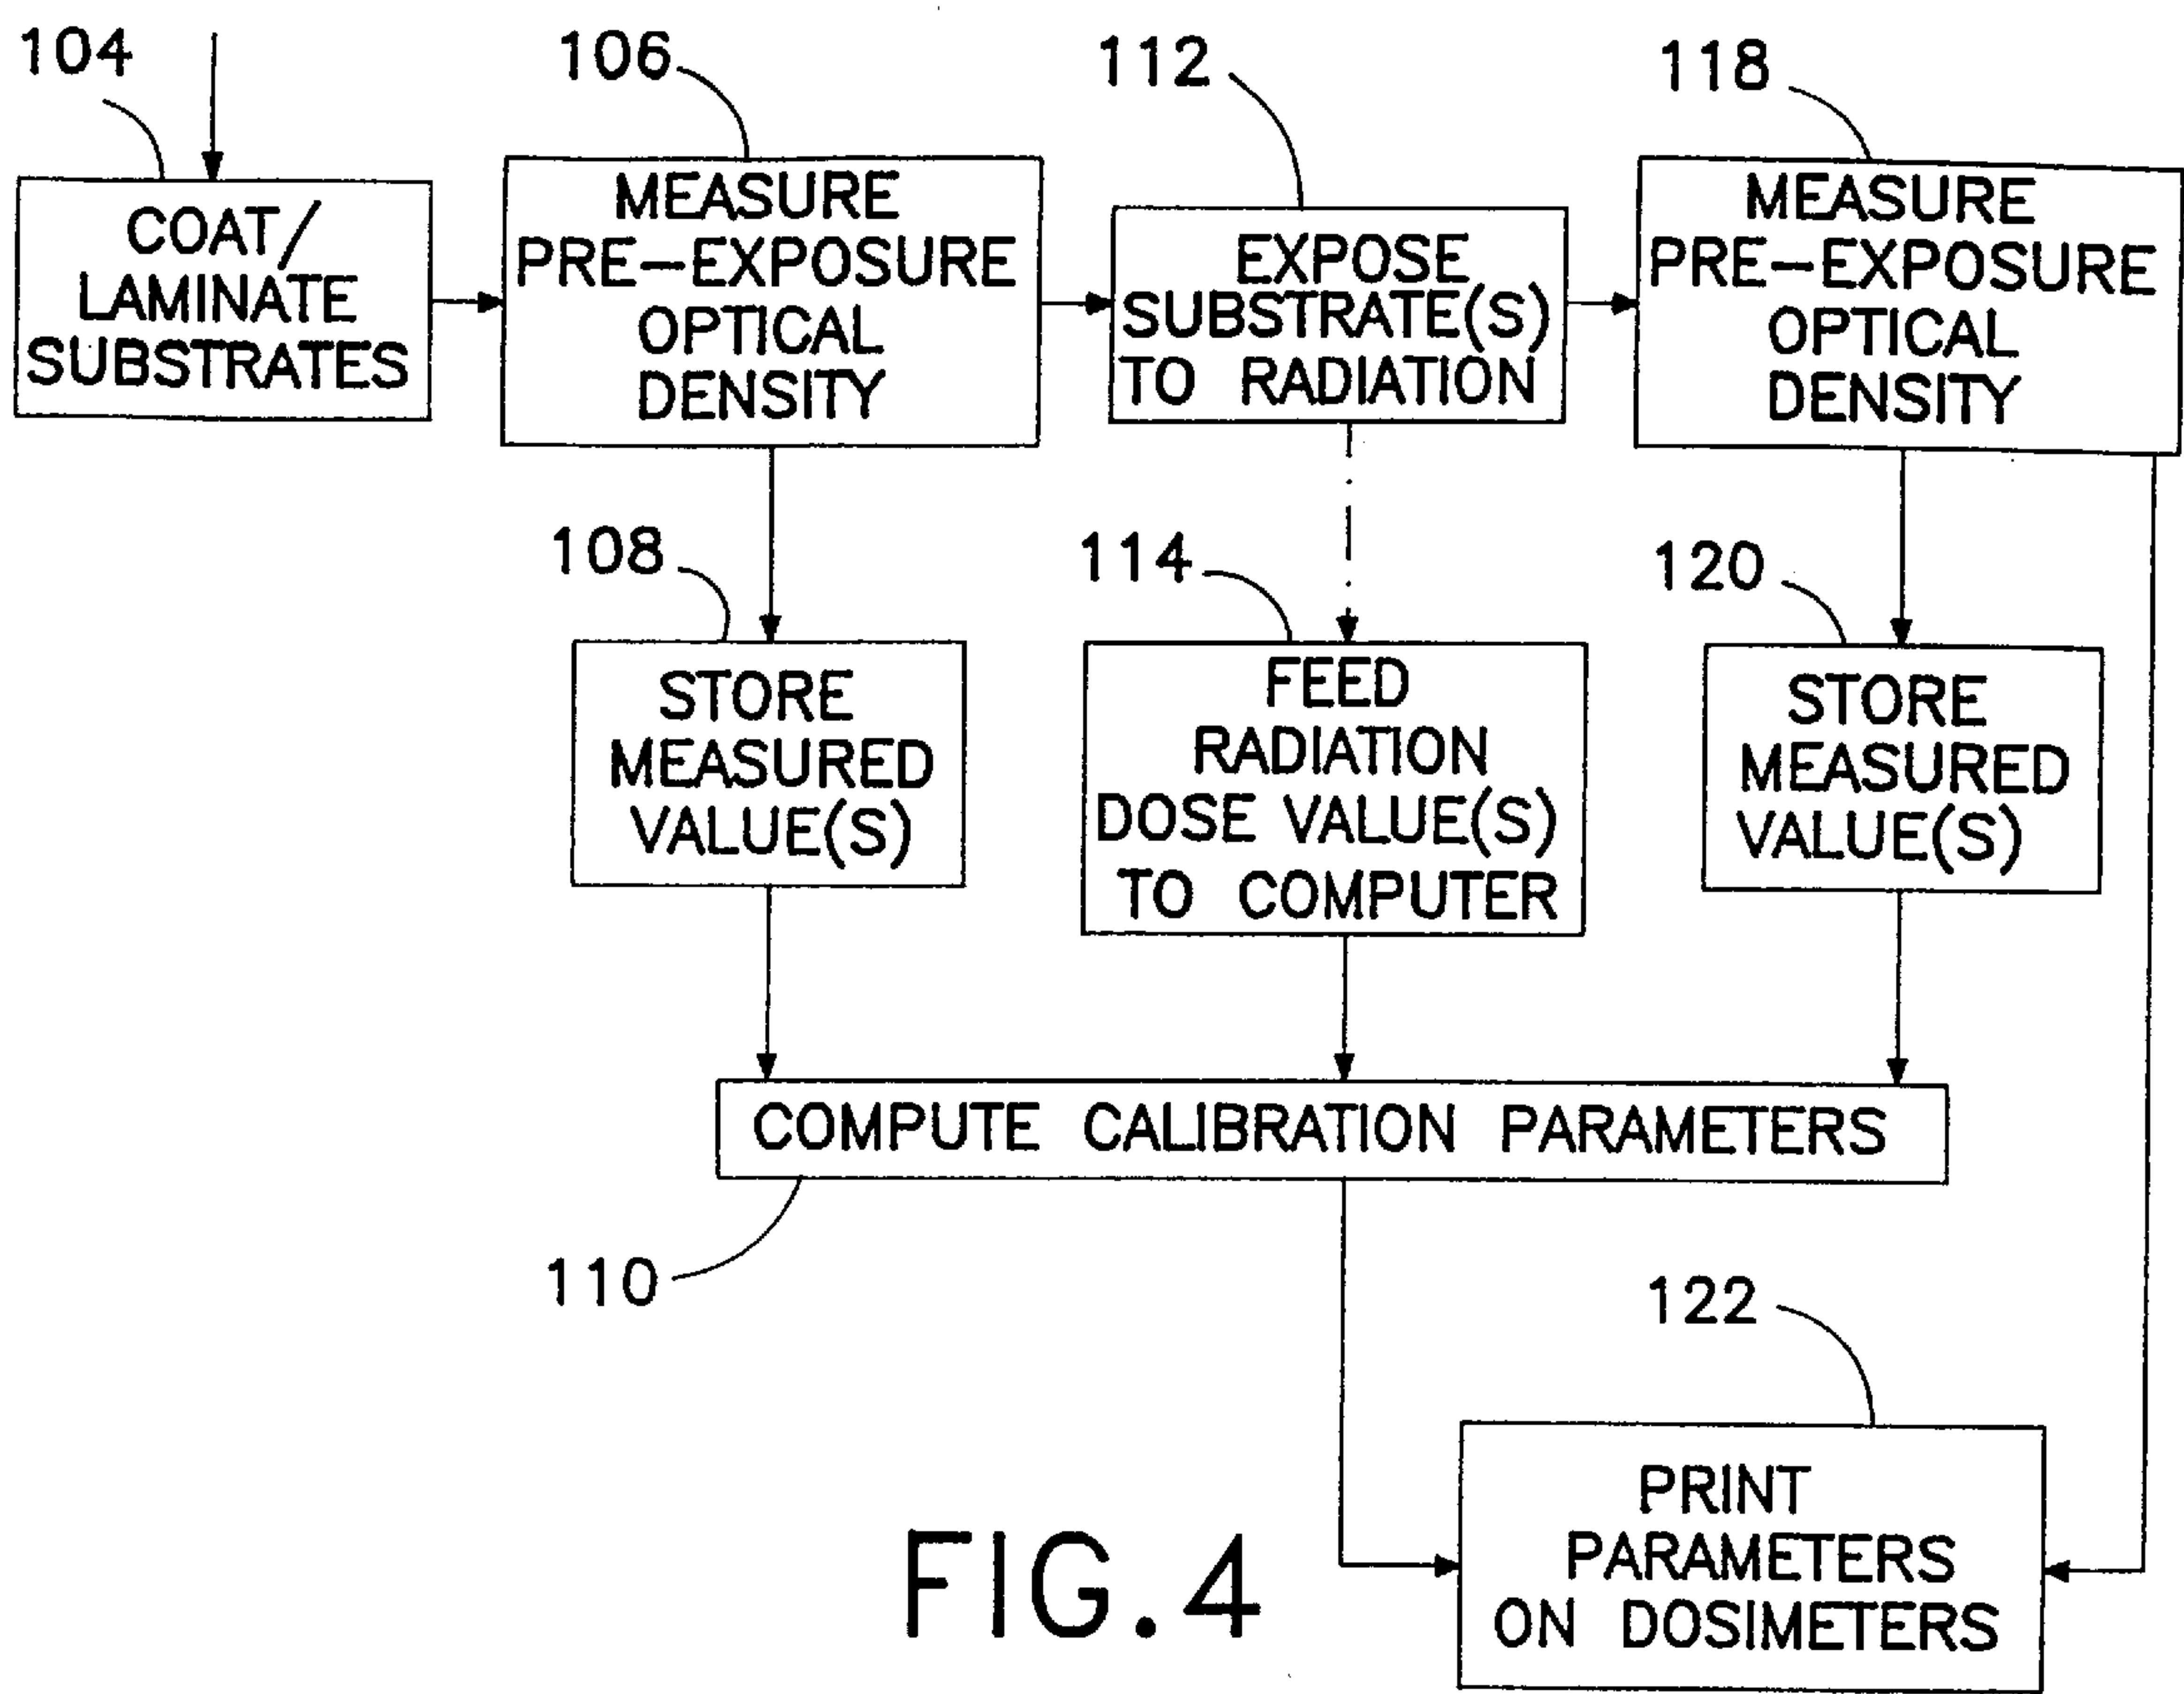 104
COAT/
LAMINATE
SUBSTRATES
106
MEASURE
PRE-EXPOSURE
OPTICAL
DENSITY
112
EXPOSE
SUBSTRATE(S)
TO RADIATION
118
MEASURE
PRE-EXPOSURE
OPTICAL
DENSITY
108
STORE
MEASURED
VALUE(S)
114
FEED
RADIATION
DOSE VALUE(S)
TO COMPUTER
120
STORE
MEASURED
VALUE(S)
COMPUTE CALIBRATION PARAMETERS
110
122
PRINT
PARAMETERS
ON DOSIMETERS
FIG.4